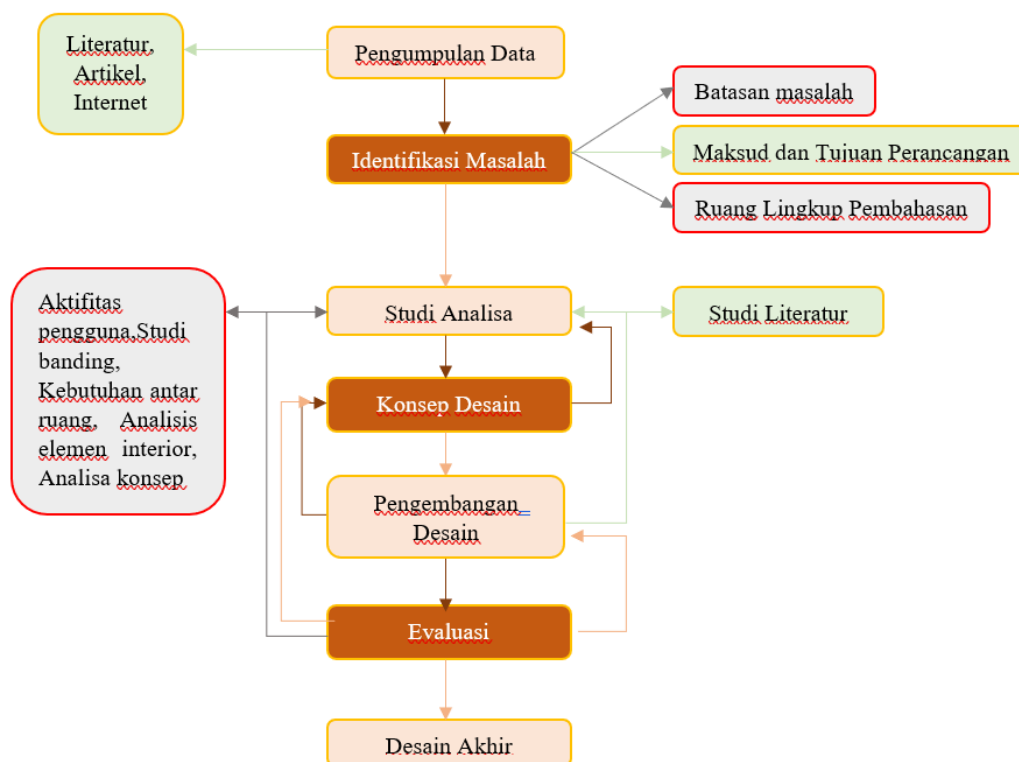 Literatur,
Artikel,
Internet
Pengumpulan Data
Identifikasi Masalah
Batasan masalah
Maksud dan Tujuan Perancangan
Ruang Lingkup Pembahasan
Aktifitas
pengguna,Studi
banding,
Kebutuhan antar
ruang, Analisis
elemen interior,
Analisa konsep
Studi Analisa
Studi Literatur
Konsep Desain
Pengembangan
Desain
Evaluasi
Desain Akhir